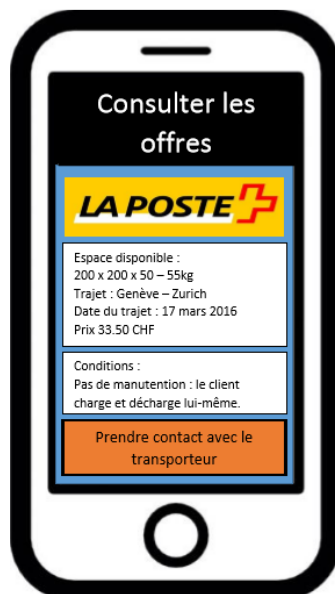 Consulter les
offres
LA POSTE
Espace disponible :
200 x 200 x 50 – 55kg
Trajet : Genève – Zurich
Date du trajet : 17 mars 2016
Prix 33.50 CHF
Conditions :
Pas de manutention : le client
charge et décharge lui-même.
Prendre contact avec le
transporteur